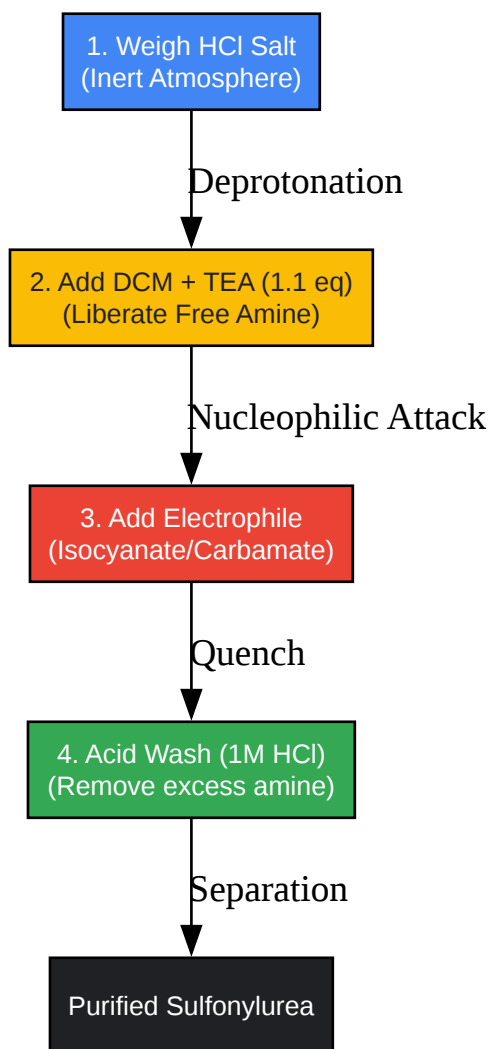 1. Weigh HCl Salt
(Inert Atmosphere)
Deprotonation
2. Add DCM + TEA (1.1 eq)
(Liberate Free Amine)
Nucleophilic Attack
3. Add Electrophile
(Isocyanate/Carbamate)
Quench
4. Acid Wash (1M HCl)
(Remove excess amine)
Separation
Purified Sulfonylurea